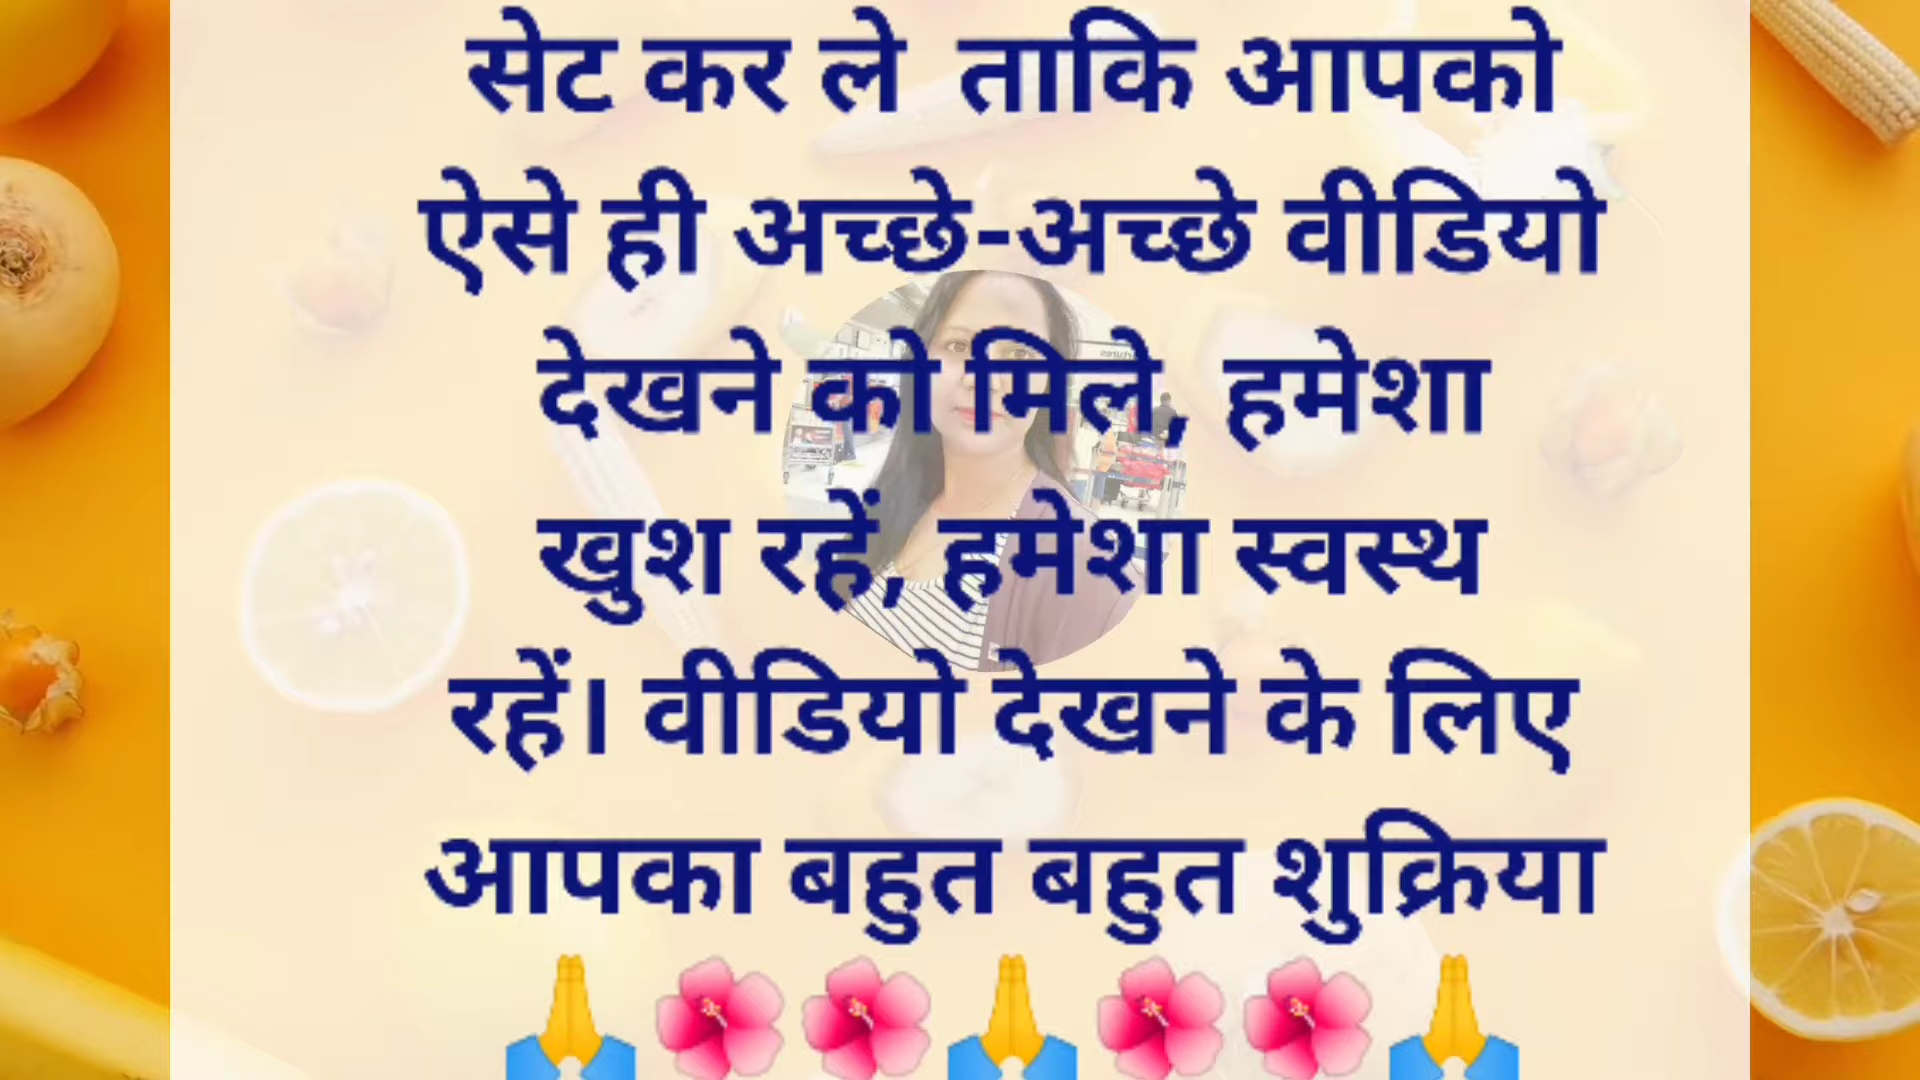 सेट कर ले  ताकि आपको
ऐसे ही अच्छे-अच्छे वीडियो
देखने को मिले, हमेशा
खुश रहें, हमेशा स्वस्थ
रहें। वीडियो देखने के लिए
आपका बहुत बहुत शुक्रिया
🙏🌺🌺🙏🌺🌺🙏